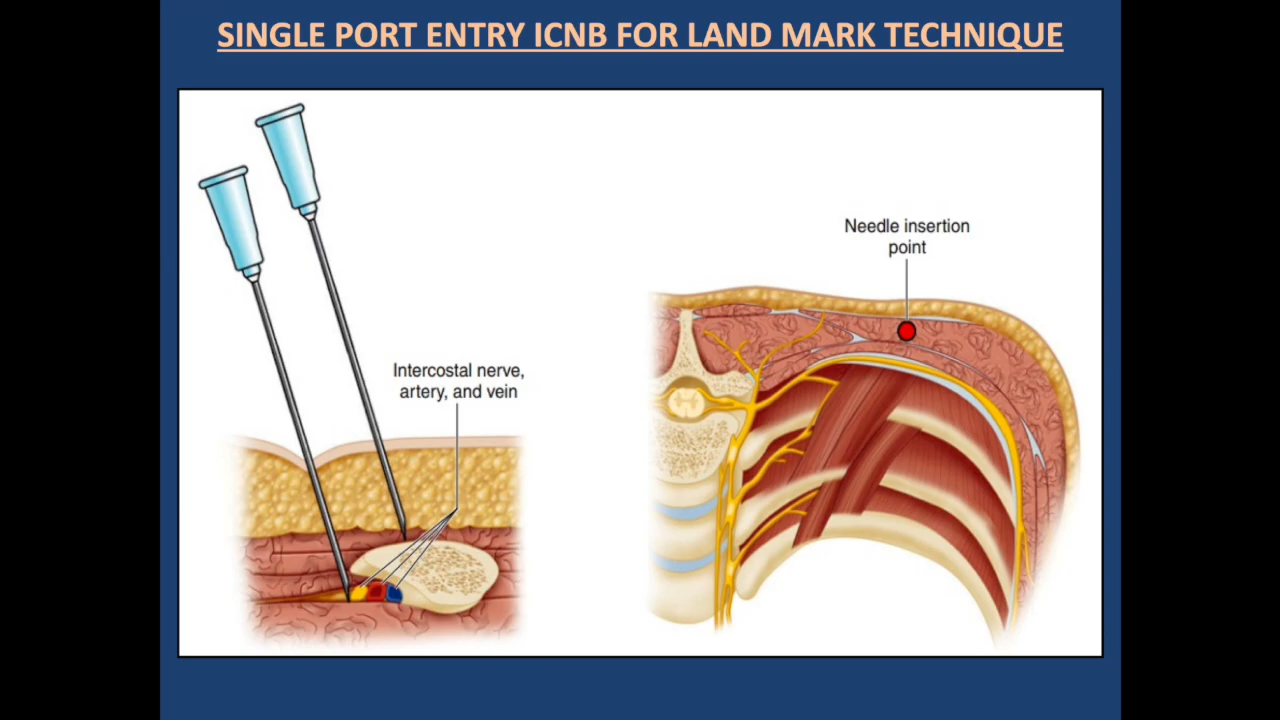 SINGLE PORT ENTRY ICNB FOR LAND MARK TECHNIQUE
Intercostal nerve,
artery, and vein
Needle insertion
point